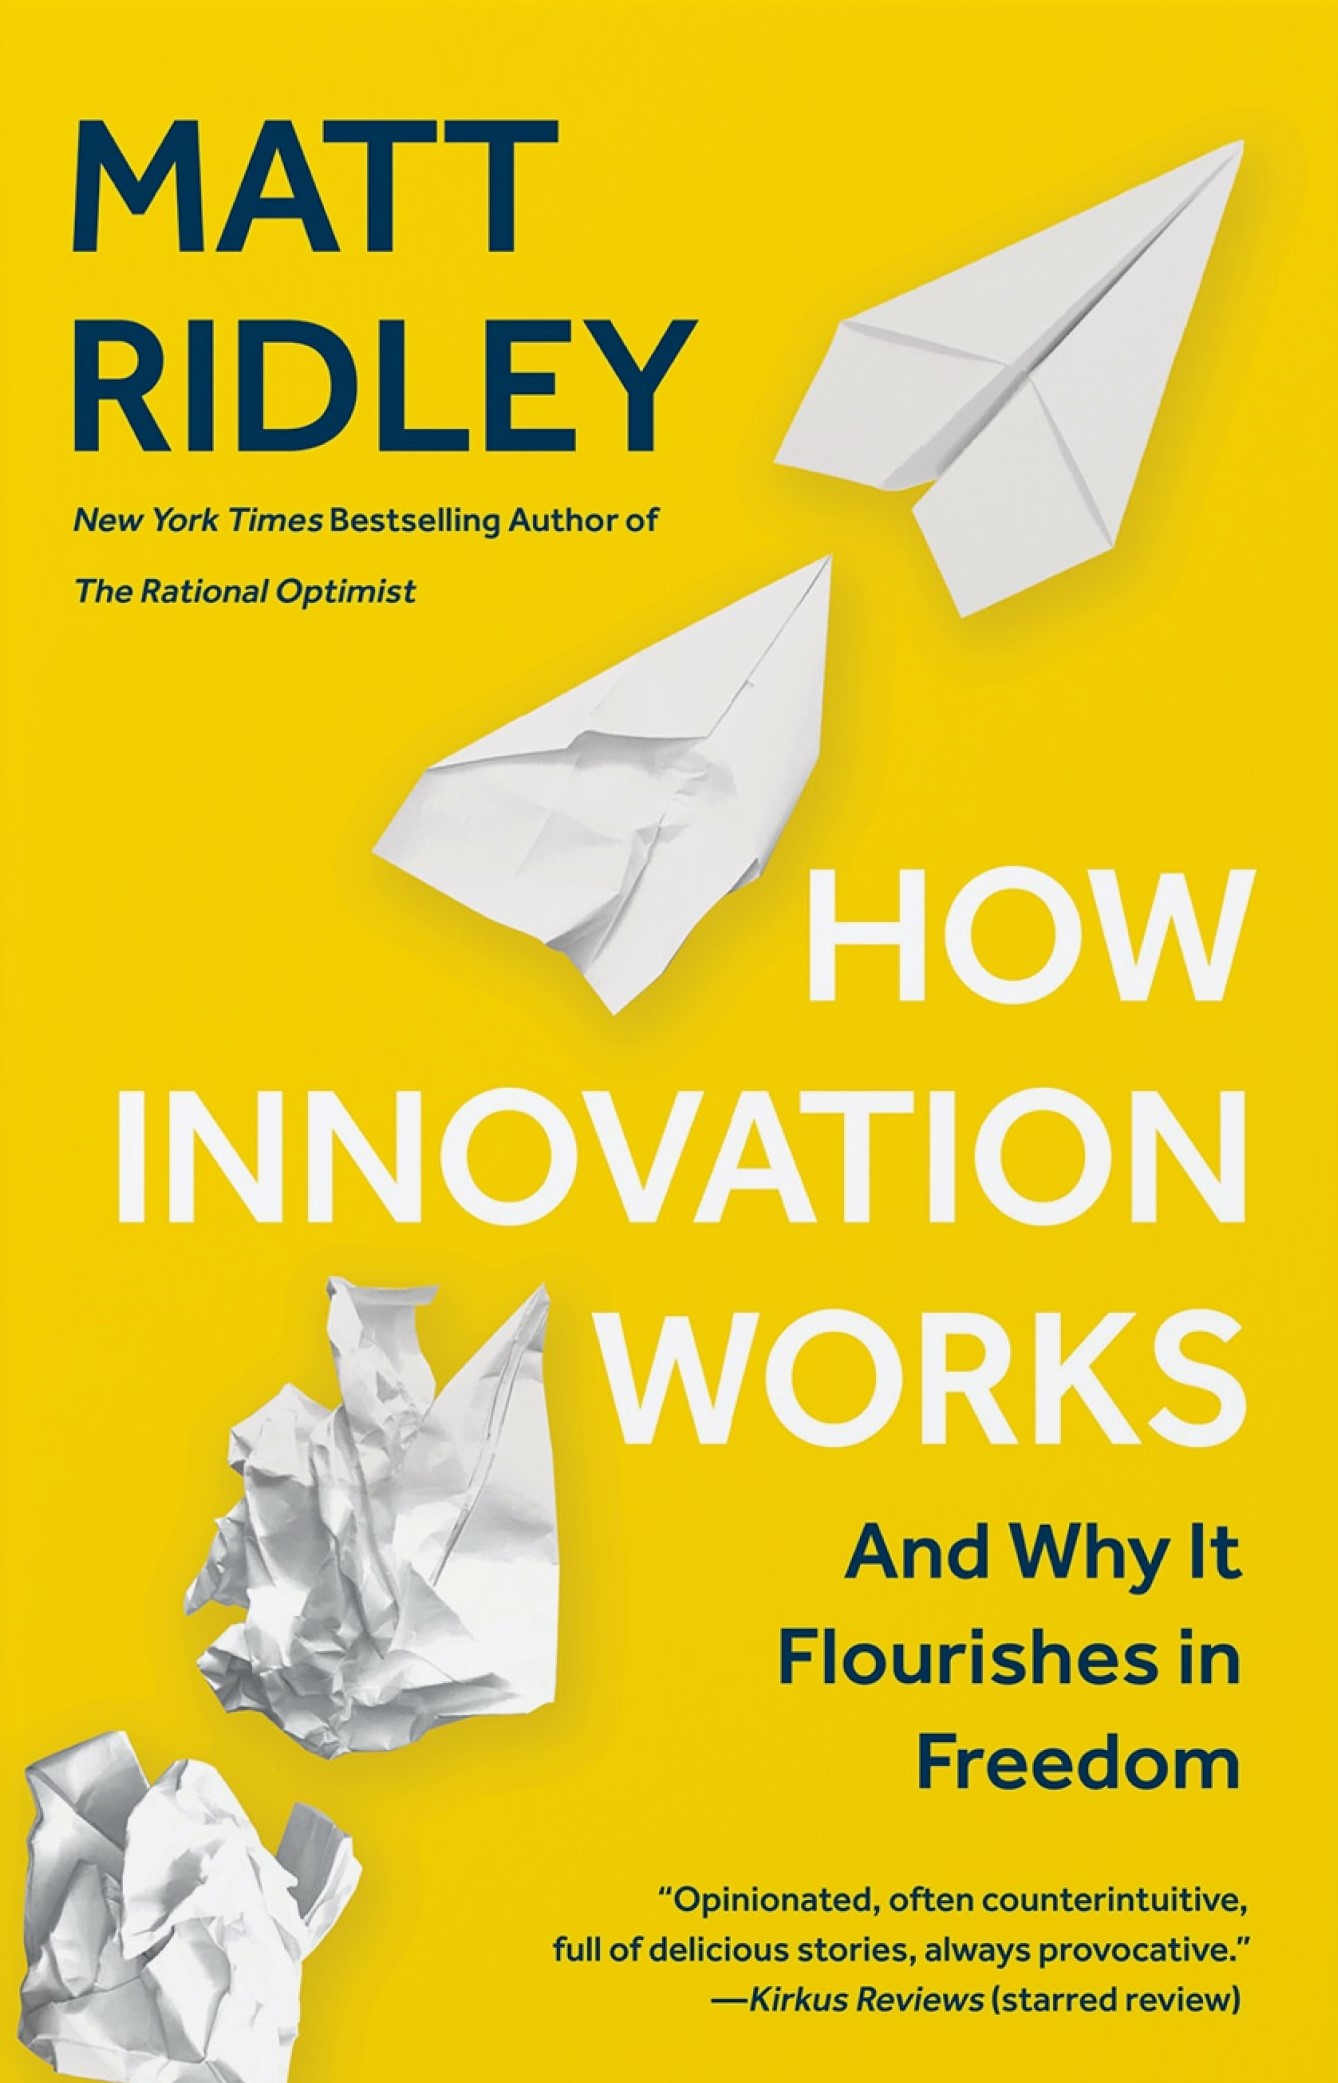 MATT
RIDLEY
New York Times Bestselling Author of
The Rational Optimist
HOW
INNOVATION
WORKS
And Why It
Flourishes in
Freedom
“Opinionated, often counterintuitive,
full of delicious stories, always provocative.”
—Kirkus Reviews (starred review)